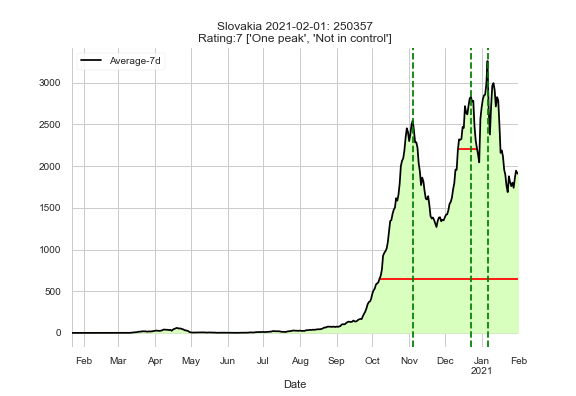 Slovakia 2021-02-01: 250357
Rating:7 ['One peak', 'Not in control']
Average-7d
3000
2500
2000
1500
1000
500
0
Feb Mar Apr May Jun Jul Aug Sep Oct Nov Dec Jan Feb
2021
Date